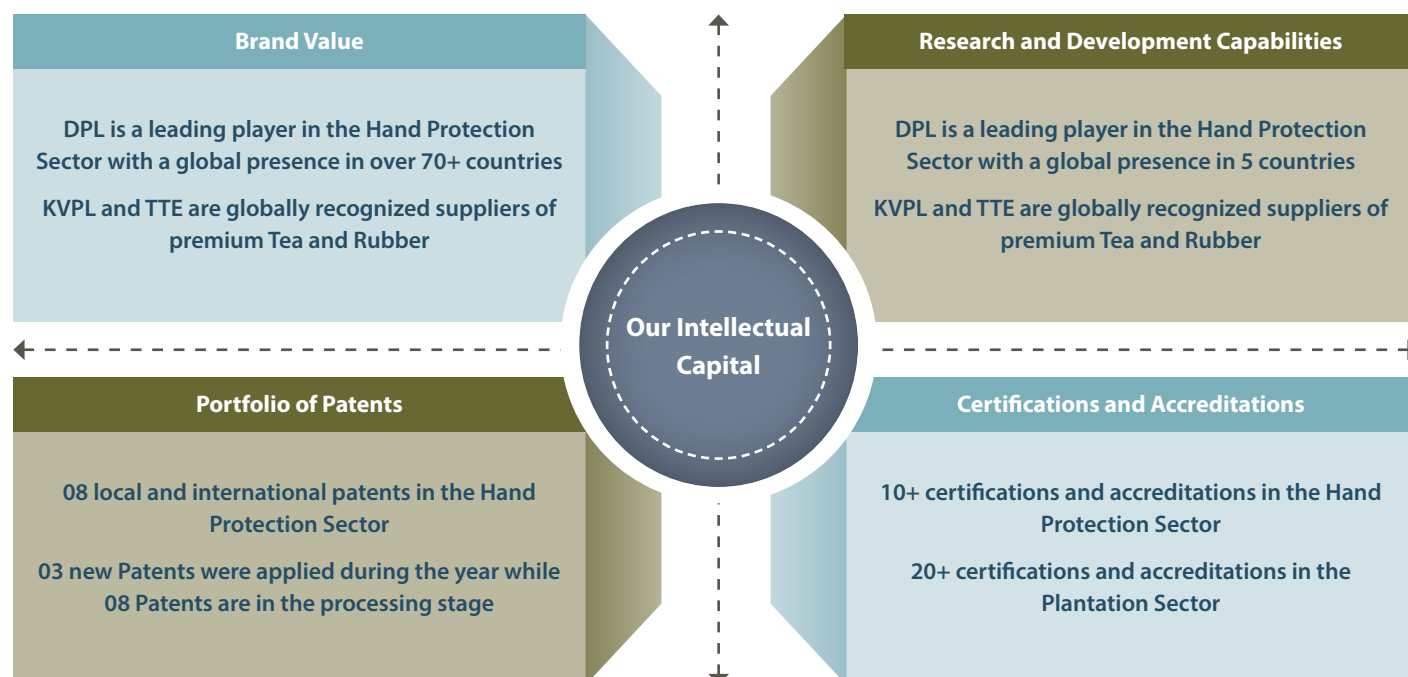 Brand Value
DPL is a leading player in the Hand Protection
Sector with a global presence in over 70+ countries
KVPL and TTE are globally recognized suppliers of
premium Tea and Rubber
Research and Development Capabilities
DPL is a leading player in the Hand Protection
Sector with a global presence in 5 countries
KVPL and TTE are globally recognized suppliers of
premium Tea and Rubber
Our Intellectual
Capital
Portfolio of Patents
08 local and international patents in the Hand
Protection Sector
03 new Patents were applied during the year while
08 Patents are in the processing stage
Certifications and Accreditations
10+ certifications and accreditations in the Hand
Protection Sector
20+ certifications and accreditations in the
Plantation Sector